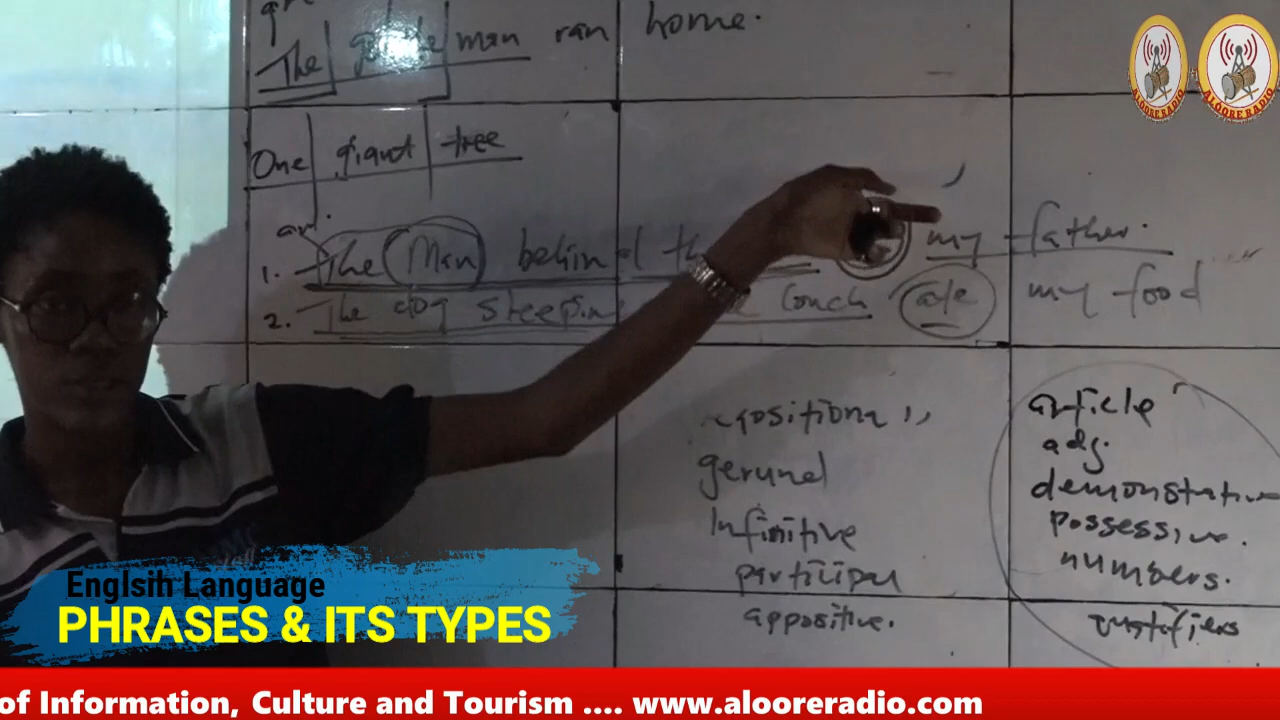 The gentle man ran home.
ALOORE RADIO
One giant tree
1. The Man behind my father.
2. The dog sleeping couch ate my food
gerund
infinitive
appositive.
article
adj.
demonstrative
possessive.
numbers.
Englsih Language
PHRASES & ITS TYPES
of Information, Culture and Tourism .... www.alooreradio.com